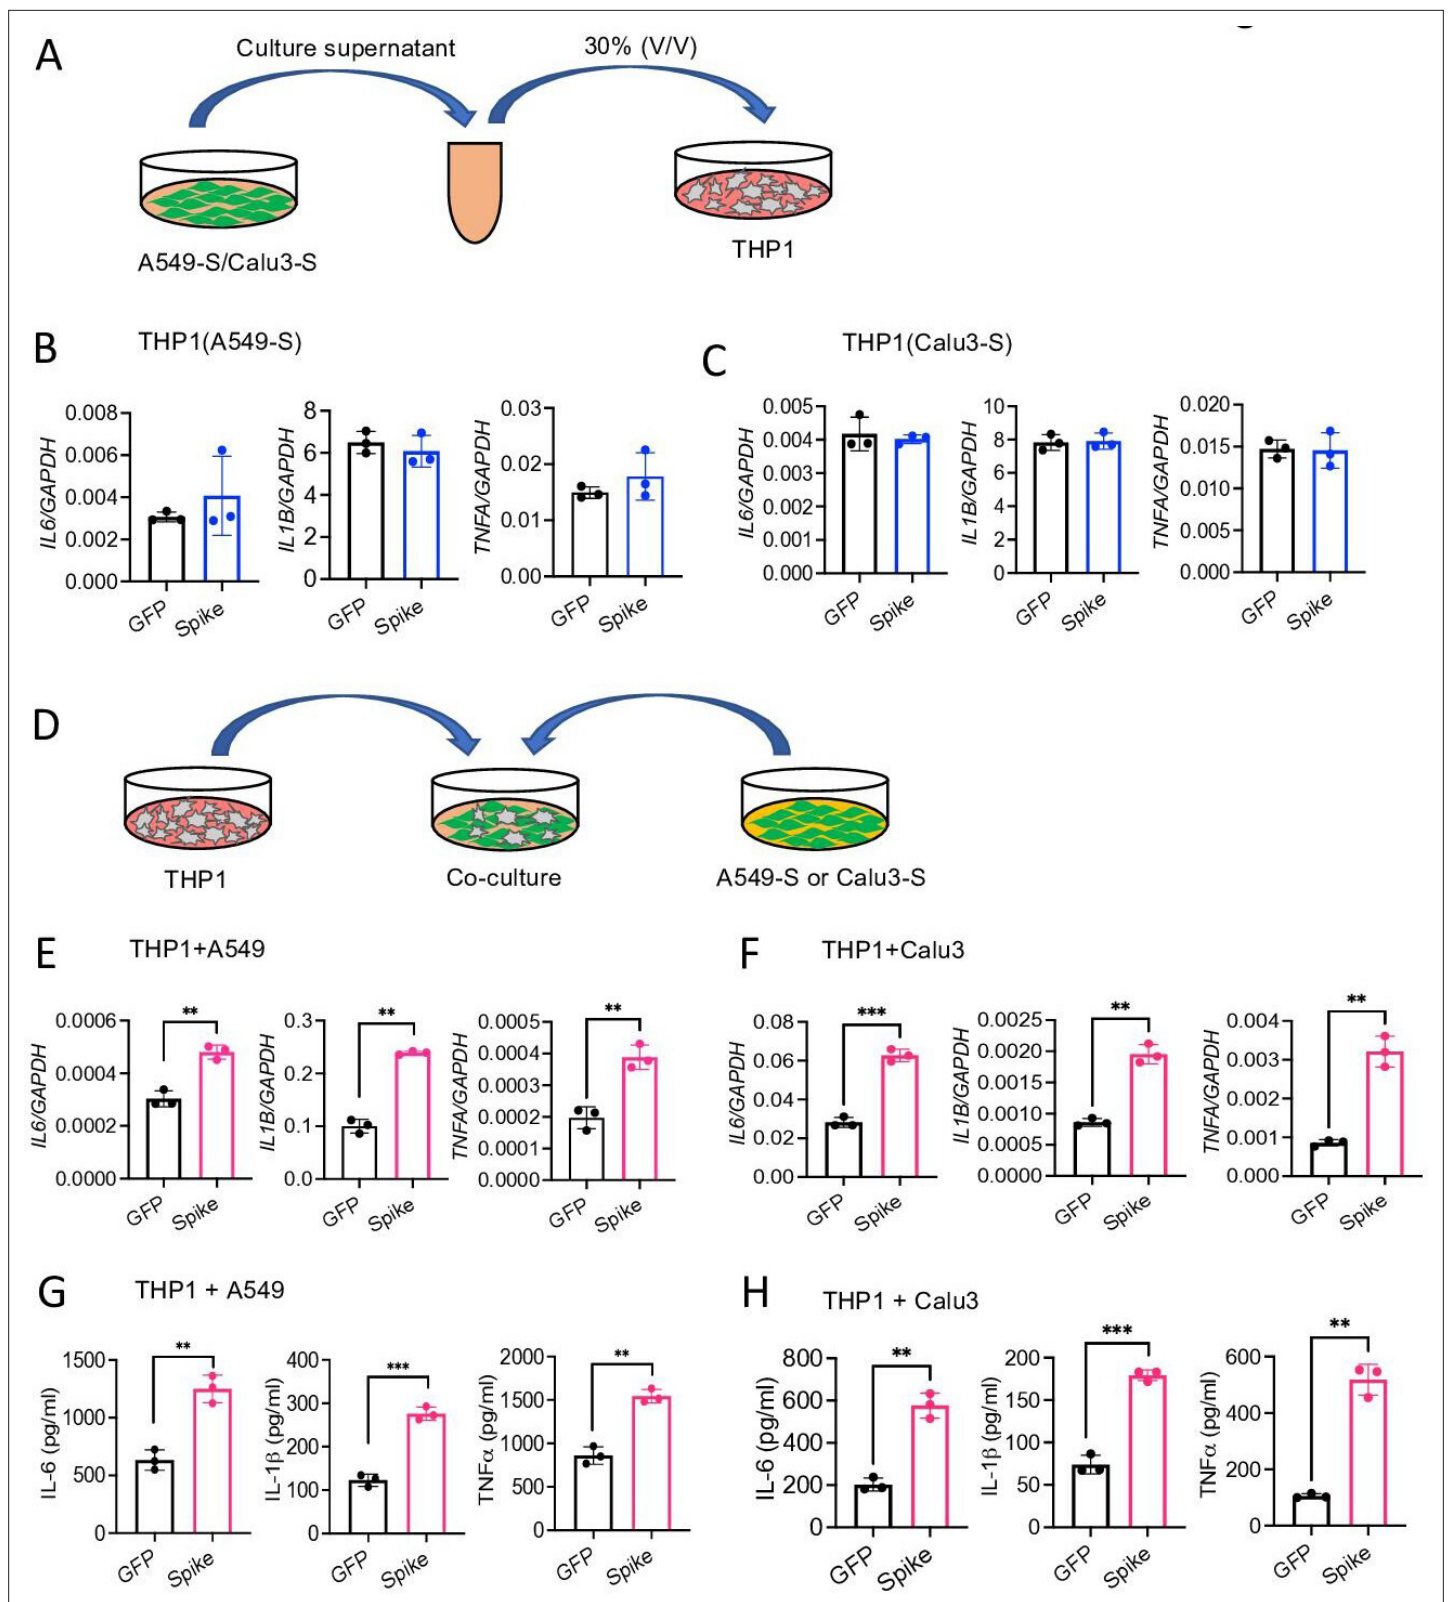 A
Culture supernatant
30% (V/V)
A549-S/Calu3-S
THP1
B
THP1(A549-S)
IL6/GAPDH
0.008
0.006
0.004
0.002
0.000
GFP
Spike
IL1B/GAPDH
8
6
4
2
0
GFP
Spike
TNFA/GAPDH
0.03
0.02
0.01
0.00
GFP
Spike
C
THP1(Calu3-S)
IL6/GAPDH
0.005
0.004
0.003
0.002
0.001
0.000
GFP
Spike
IL1B/GAPDH
10
8
6
4
2
0
GFP
Spike
TNFA/GAPDH
0.020
0.015
0.010
0.005
0.000
GFP
Spike
D
THP1
Co-culture
A549-S or Calu3-S
E
THP1+A549
IL6/GAPDH
0.0006
0.0004
0.0002
0.0000
**
GFP
Spike
IL1B/GAPDH
0.3
0.2
0.1
0.0
**
GFP
Spike
TNFA/GAPDH
0.0005
0.0004
0.0003
0.0002
0.0001
0.0000
**
GFP
Spike
F
THP1+Calu3
IL6/GAPDH
0.08
0.06
0.04
0.02
0.00
***
GFP
Spike
IL1B/GAPDH
0.0025
0.0020
0.0015
0.0010
0.0005
0.0000
**
GFP
Spike
TNFA/GAPDH
0.004
0.003
0.002
0.001
0.000
**
GFP
Spike
G
THP1 + A549
IL-6 (pg/ml)
1500
1000
500
0
**
GFP
Spike
IL-1β (pg/ml)
400
300
200
100
0
***
GFP
Spike
TNFα (pg/ml)
2000
1500
1000
500
0
**
GFP
Spike
H
THP1 + Calu3
IL-6 (pg/ml)
800
600
400
200
0
**
GFP
Spike
IL-1β (pg/ml)
200
150
100
50
0
***
GFP
Spike
TNFα (pg/ml)
600
400
200
0
**
GFP
Spike